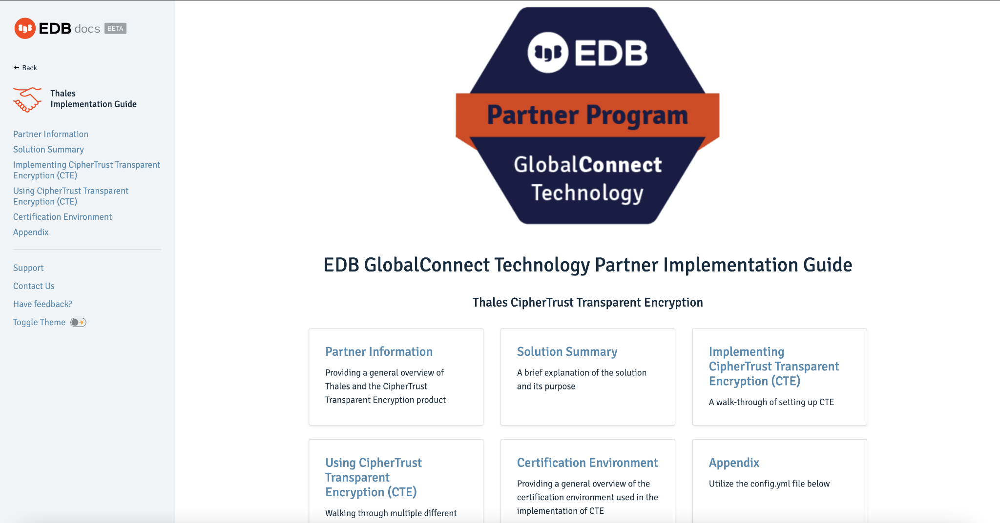 EDB docs BETA
← Back
Thales
Implementation Guide
Partner Information
Solution Summary
Implementing CipherTrust Transparent
Encryption (CTE)
Using CipherTrust Transparent
Encryption (CTE)
Certification Environment
Appendix
Support
Contact Us
Have feedback?
Toggle Theme
EDB
Partner Program
GlobalConnect
Technology
EDB GlobalConnect Technology Partner Implementation Guide
Thales CipherTrust Transparent Encryption
Partner Information
Providing a general overview of
Thales and the CipherTrust
Transparent Encryption product
Solution Summary
A brief explanation of the solution
and its purpose
Implementing
CipherTrust Transparent
Encryption (CTE)
A walk-through of setting up CTE
Using CipherTrust
Transparent
Encryption (CTE)
Walking through multiple different
Certification Environment
Providing a general overview of the
certification environment used in the
implementation of CTE
Appendix
Utilize the config.yml file below